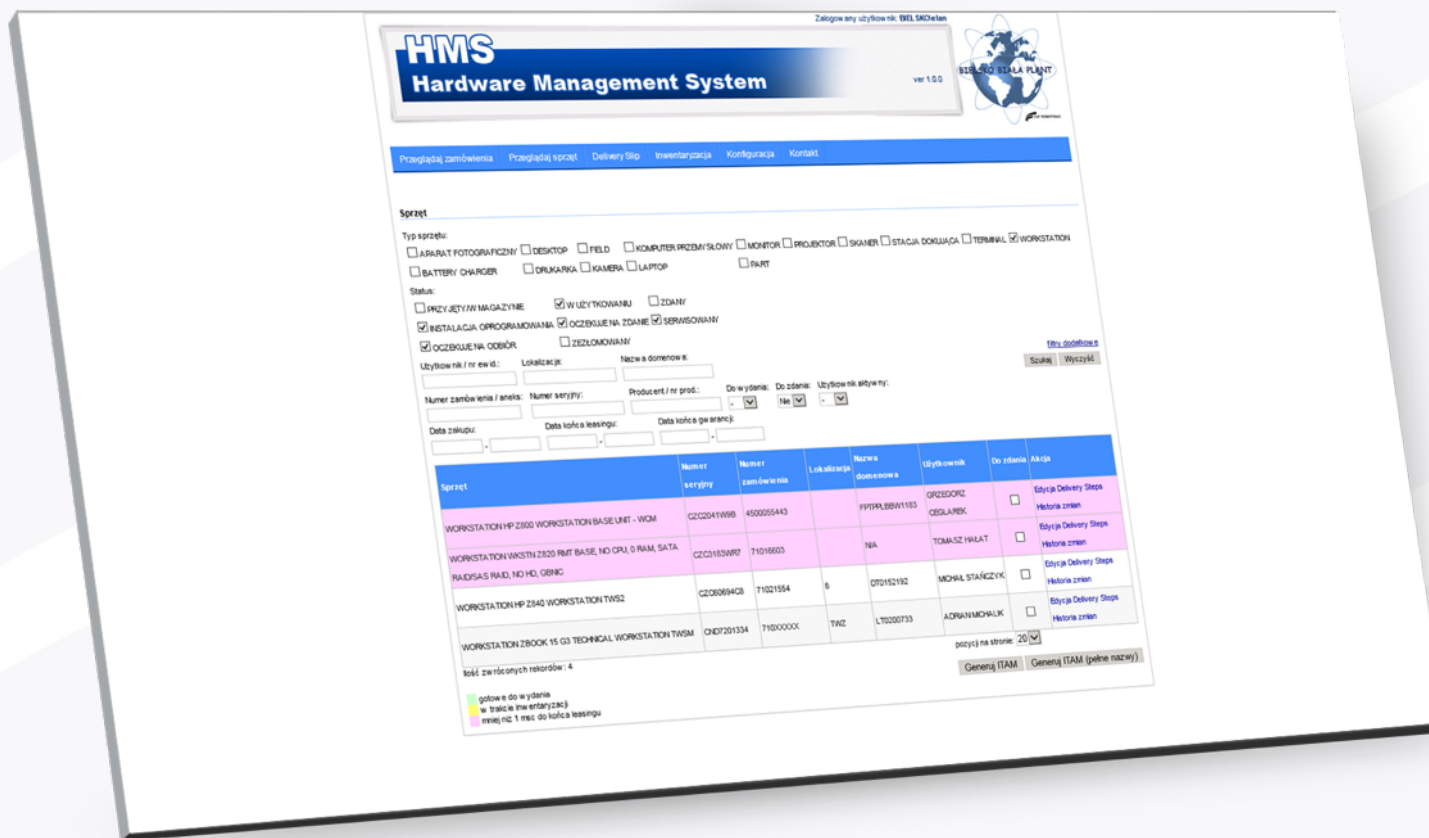 Zalogowany użytkownik: BIELSKO\elan
HMS
Hardware Management System
ver 1.0.0
BIELSKO BIAŁA PLANT
Przeglądaj zamówienia Przeglądaj sprzęt Delivery Slip Inwentaryzacja Konfiguracja Kontakt
Sprzęt
Typ sprzętu:
APARAT FOTOGRAFICZNY DESKTOP FIELD KOMPUTER PRZEMYSŁOWY MONITOR PROJEKTOR SKANER STACJA DOKUJĄCA TERMINAL WORKSTATION
BATTERY CHARGER DRUKARKA KAMERA LAPTOP PART
Status:
PRZYJĘTY/W MAGAZYNIE W UŻYTKOWANIU ZDANY
INSTALACJA OPROGRAMOWANIA OCZEKUJE NA ZDANIE SERWISOWANY
OCZEKUJE NA ODBIÓR ZEZŁOMOWANY
filtry dodatkowe
Użytkownik / nr ewid.: Lokalizacja: Nazwa domenowa:
Szukaj Wyczyść
Numer zamówienia / aneks: Numer seryjny: Producent / nr prod.: Do wydania: Do zdania: Użytkownik aktywny:
- Nie -
Data zakupu: Data końca leasingu: Data końca gwarancji:
- - -
Sprzęt Numer seryjny Numer zamówienia Lokalizacja Nazwa domenowa Użytkownik Do zdania Akcja
WORKSTATION HP Z800 WORKSTATION BASE UNIT - WCM CZC2041W9B 4500055443 FPTPPLBBW1183 GRZEGORZ CEGLAREK Edycja Delivery Steps
Historia zmian
WORKSTATION WKSTN Z820 RMT BASE, NO CPU, 0 RAM, SATA RAID/SAS RAID, NO HD, GBNIC CZC3183WR7 71016603 N/A TOMASZ HAŁAT Edycja Delivery Steps
Historia zmian
WORKSTATION HP Z840 WORKSTATION TWS2 CZC60694C8 71021554 8 DT0152192 MICHAŁ STAŃCZYK Edycja Delivery Steps
Historia zmian
WORKSTATION ZBOOK 15 G3 TECHNICAL WORKSTATION TWSM CND7201334 710XXXXX TWZ LT0200733 ADRIAN MICHALIK Edycja Delivery Steps
Historia zmian
Ilość zwróconych rekordów: 4
pozycji na stronie: 20
Generuj ITAM Generuj ITAM (pełne nazwy)
gotowe do wydania
w trakcie inwentaryzacji
mniej niż 1 msc do końca leasingu